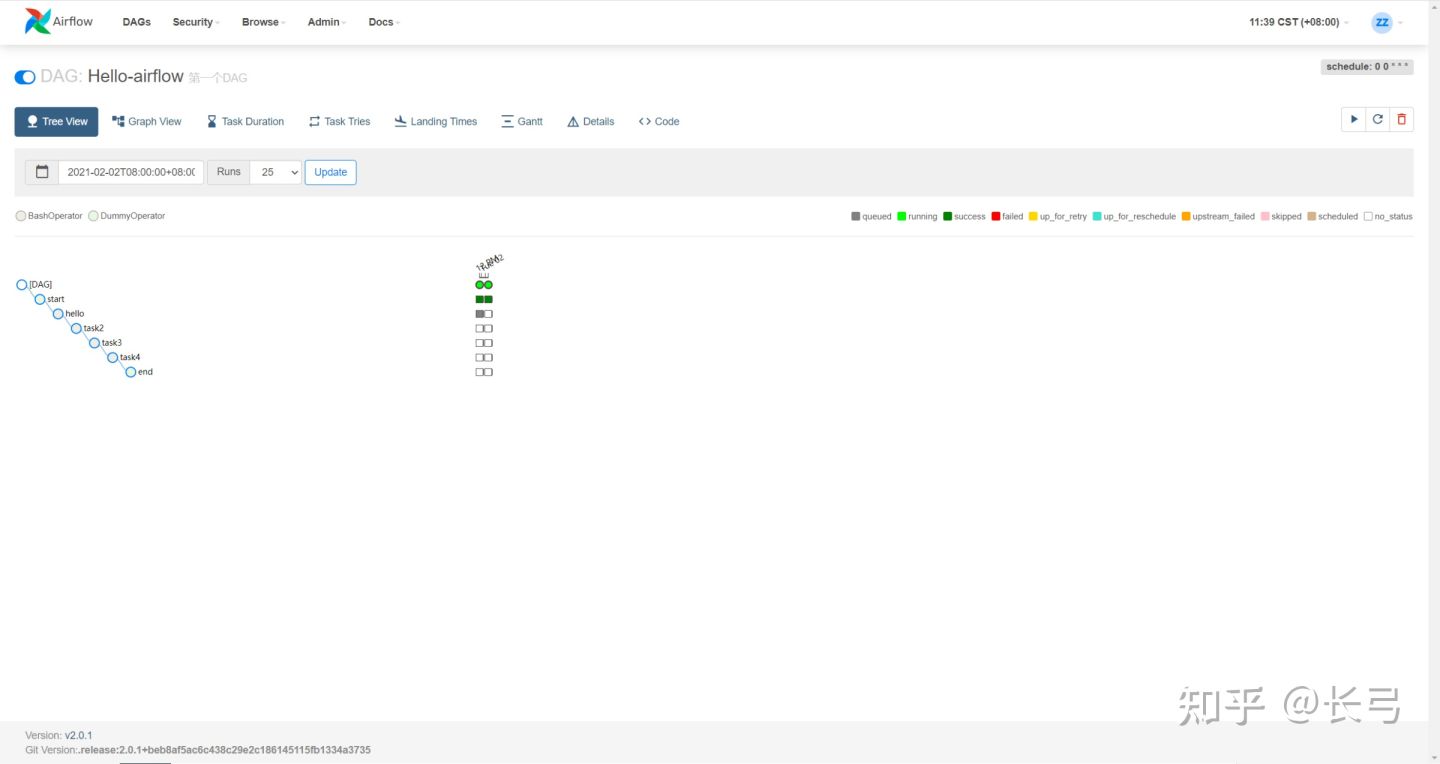 Airflow DAGs Security Browse Admin Docs 11:39 CST (+08:00) ZZ
DAG: Hello-airflow 第一个DAG schedule: 0 0 * * *
Tree View Graph View Task Duration Task Tries Landing Times Gantt Details Code
2021-02-02T08:00:00+08:00 Runs 25 Update
BashOperator DummyOperator queued running success failed up_for_retry up_for_reschedule upstream_failed skipped scheduled no_status
[DAG]
start
hello
task2
task3
task4
end
知乎 @长弓
Version: v2.0.1
Git Version:.release:2.0.1+beb8af5ac6c438c29e2c186145115fb1334a3735